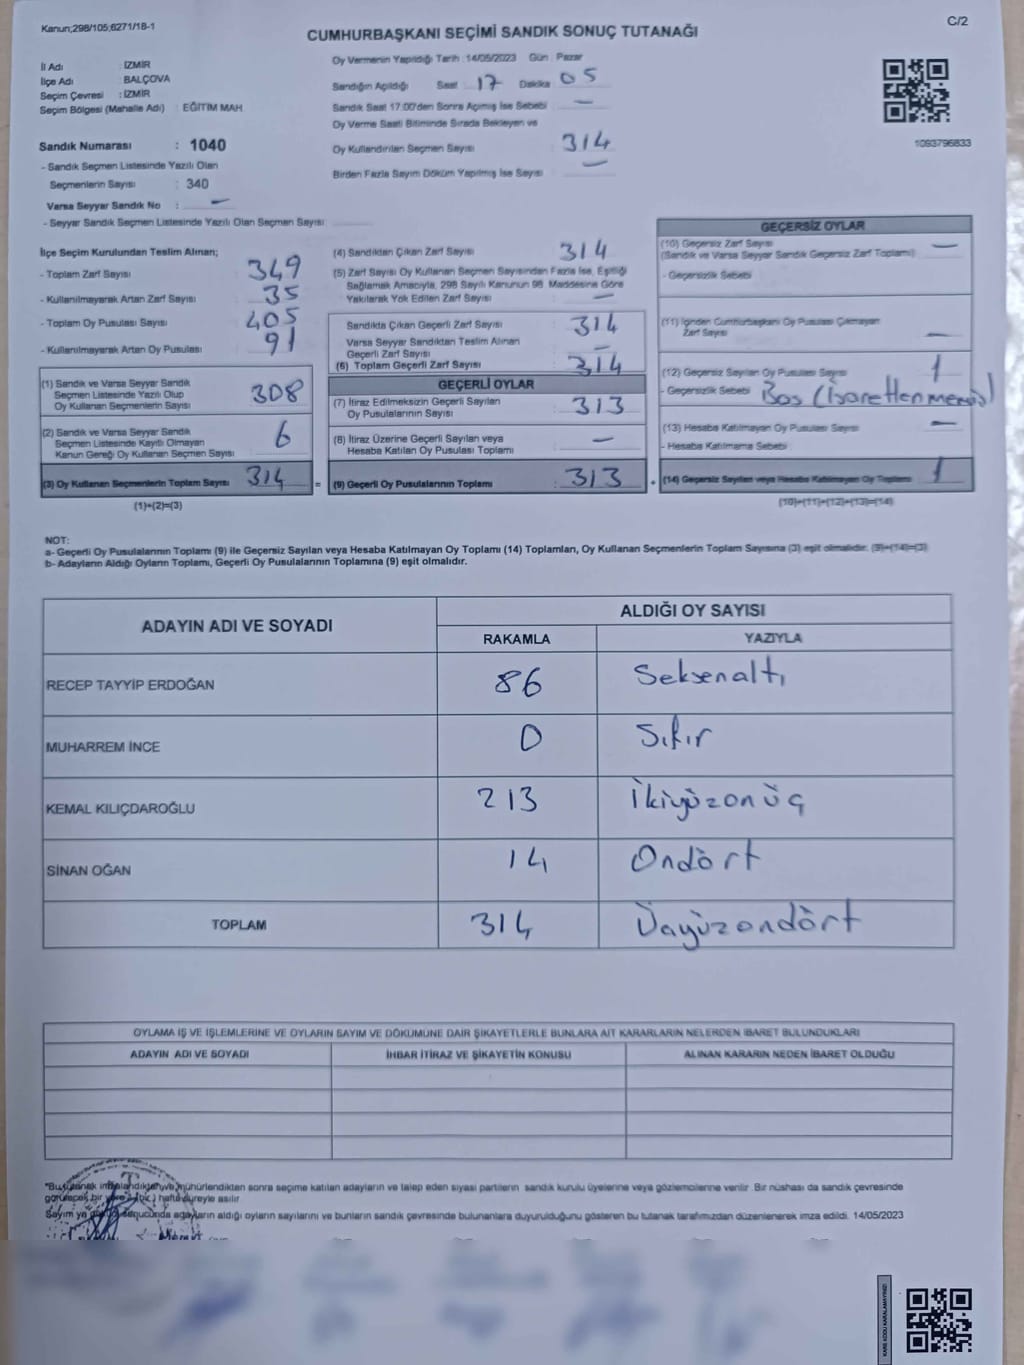 Kanun;298/105;6271/18-1
C/2
CUMHURBAŞKANI SEÇİMİ SANDIK SONUÇ TUTANAĞI
İl Adı : İZMİR
İlçe Adı : BALÇOVA
Seçim Çevresi : İZMİR
Seçim Bölgesi (Mahalle Adı) : EĞİTİM MAH
Sandık Numarası : 1040
- Sandık Seçmen Listesinde Yazılı Olan
Seçmenlerin Sayısı : 340
Varsa Seyyar Sandık No : —
- Seyyar Sandık Seçmen Listesinde Yazılı Olan Seçmen Sayısı :
Oy Vermenin Yapıldığı Tarih : 14/05/2023 Gün : Pazar
Sandığın Açıldığı Saat : 17 Dakika : 05
Sandık Saat 17:00'den Sonra Açılmış İse Sebebi : —
Oy Verme Saati Bitiminde Sırada Bekleyen ve
Oy Kullandırılan Seçmen Sayısı : 314
Birden Fazla Sayım Döküm Yapılmış İse Sayısı : —
1093796833
İlçe Seçim Kurulundan Teslim Alınan;
- Toplam Zarf Sayısı : 349
- Kullanılmayarak Artan Zarf Sayısı : 35
- Toplam Oy Pusulası Sayısı : 405
- Kullanılmayarak Artan Oy Pusulası : 91
(1) Sandık ve Varsa Seyyar Sandık
Seçmen Listesinde Yazılı Olup
Oy Kullanan Seçmenlerin Sayısı : 308
(2) Sandık ve Varsa Seyyar Sandık
Seçmen Listesinde Kayıtlı Olmayan
Kanun Gereği Oy Kullanan Seçmen Sayısı : 6
(3) Oy Kullanan Seçmenlerin Toplam Sayısı : 314 =
(1)+(2)=(3)
(4) Sandıktan Çıkan Zarf Sayısı : 314
(5) Zarf Sayısı Oy Kullanan Seçmen Sayısından Fazla İse, Eşitliği
Sağlamak Amacıyla, 298 Sayılı Kanunun 98. Maddesine Göre
Yakılarak Yok Edilen Zarf Sayısı : —
Sandıkta Çıkan Geçerli Zarf Sayısı : 314
Varsa Seyyar Sandıktan Teslim Alınan
Geçerli Zarf Sayısı : —
(6) Toplam Geçerli Zarf Sayısı : 314
GEÇERLİ OYLAR
(7) İtiraz Edilmeksizin Geçerli Sayılan
Oy Pusulalarının Sayısı : 313
(8) İtiraz Üzerine Geçerli Sayılan veya
Hesaba Katılan Oy Pusulası Toplamı : —
(9) Geçerli Oy Pusulalarının Toplamı : 313 +
GEÇERSİZ OYLAR
(10) Geçersiz Zarf Sayısı : —
(Sandık ve Varsa Seyyar Sandık Geçersiz Zarf Toplamı)
- Geçersizlik Sebebi :
(11) İçinden Cumhurbaşkanı Oy Pusulası Çıkmayan
Zarf Sayısı : —
(12) Geçersiz Sayılan Oy Pusulası Sayısı : 1
- Geçersizlik Sebebi : Boş (İşaretlenmemiş)
(13) Hesaba Katılmayan Oy Pusulası Sayısı : —
- Hesaba Katılmama Sebebi :
(14) Geçersiz Sayılan veya Hesaba Katılmayan Oy Toplamı : 1
(10)+(11)+(12)+(13)=(14)
NOT:
a- Geçerli Oy Pusulalarının Toplamı (9) ile Geçersiz Sayılan veya Hesaba Katılmayan Oy Toplamı (14) Toplamları, Oy Kullanan Seçmenlerin Toplam Sayısına (3) eşit olmalıdır. (9)+(14)=(3)
b- Adayların Aldığı Oyların Toplamı, Geçerli Oy Pusulalarının Toplamına (9) eşit olmalıdır.
ADAYIN ADI VE SOYADI
ALDIĞI OY SAYISI
RAKAMLA YAZIYLA
RECEP TAYYİP ERDOĞAN 86 Seksenaltı
MUHARREM İNCE 0 Sıfır
KEMAL KILIÇDAROĞLU 213 İkiyüzonüç
SİNAN OĞAN 14 Ondört
TOPLAM 314 Üçyüzondört
OYLAMA İŞ VE İŞLEMLERİNE VE OYLARIN SAYIM VE DÖKÜMÜNE DAİR ŞİKAYETLERLE BUNLARA AİT KARARLARIN NELERDEN İBARET BULUNDUKLARI
ADAYIN ADI VE SOYADI İHBAR İTİRAZ VE ŞİKAYETİN KONUSU ALINAN KARARIN NEDEN İBARET OLDUĞU
*Bu tutanak imzalandıktan ve mühürlendikten sonra seçime katılan adayların ve talep eden siyasi partilerin sandık kurulu üyelerine veya gözlemcilerine verilir. Bir nüshası da sandık çevresinde
görülecek bir yere 1 (bir) hafta süreyle asılır.
Sayım ve döküm sonucunda adayların aldığı oyların sayılarını ve bunların sandık çevresinde bulunanlara duyurulduğunu gösteren bu tutanak tarafımızdan düzenlenerek imza edildi. 14/05/2023
KARE KODU KARALAMAYINIZ!